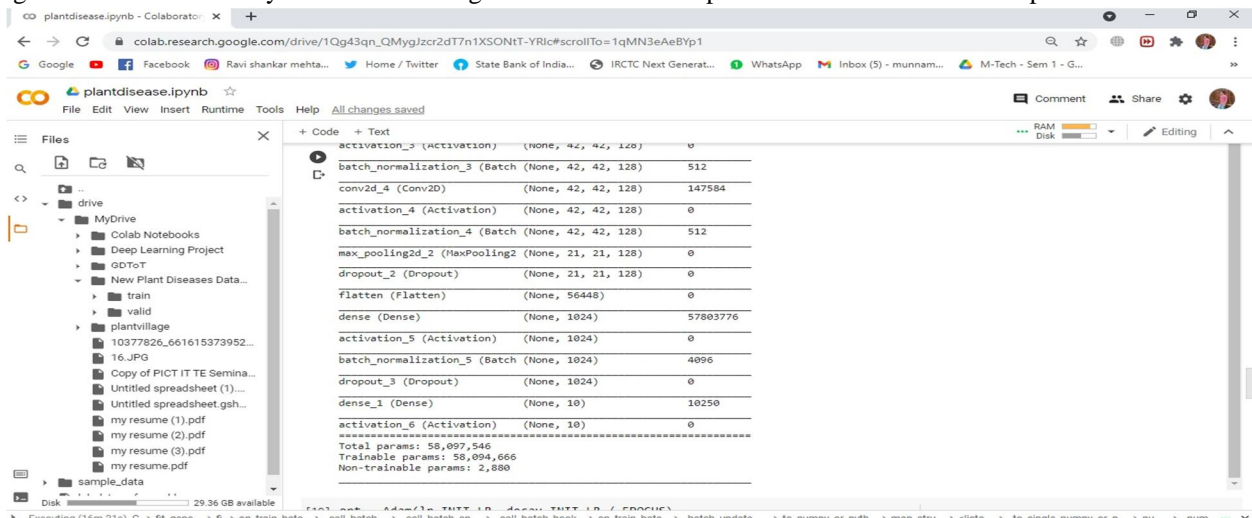 plantdisease.ipynb - Colaborator
colab.research.google.com/drive/1Qg43qn_QMygJzcr2dT7n1XSONtT-YRIc#scrollTo=1qMN3eAeBYp1
Google Facebook Ravi shankar mehta... Home / Twitter State Bank of India... IRCTC Next Generat... WhatsApp Inbox (5) - munnam... M-Tech - Sem 1 - G...
plantdisease.ipynb
File Edit View Insert Runtime Tools Help All changes saved
Comment Share
Files
+ Code + Text
RAM
Disk
Editing
..
drive
MyDrive
Colab Notebooks
Deep Learning Project
GDToT
New Plant Diseases Data...
train
valid
plantvillage
10377826_661615373952...
16.JPG
Copy of PICT IT TE Semina...
Untitled spreadsheet (1)....
Untitled spreadsheet.gsh...
my resume (1).pdf
my resume (2).pdf
my resume (3).pdf
my resume.pdf
sample_data
Disk 29.36 GB available
activation_3 (Activation) (None, 42, 42, 128) 0
batch_normalization_3 (Batch (None, 42, 42, 128) 512
conv2d_4 (Conv2D) (None, 42, 42, 128) 147584
activation_4 (Activation) (None, 42, 42, 128) 0
batch_normalization_4 (Batch (None, 42, 42, 128) 512
max_pooling2d_2 (MaxPooling2 (None, 21, 21, 128) 0
dropout_2 (Dropout) (None, 21, 21, 128) 0
flatten (Flatten) (None, 56448) 0
dense (Dense) (None, 1024) 57803776
activation_5 (Activation) (None, 1024) 0
batch_normalization_5 (Batch (None, 1024) 4096
dropout_3 (Dropout) (None, 1024) 0
dense_1 (Dense) (None, 10) 10250
activation_6 (Activation) (None, 10) 0
Total params: 58,097,546
Trainable params: 58,094,666
Non-trainable params: 2,880